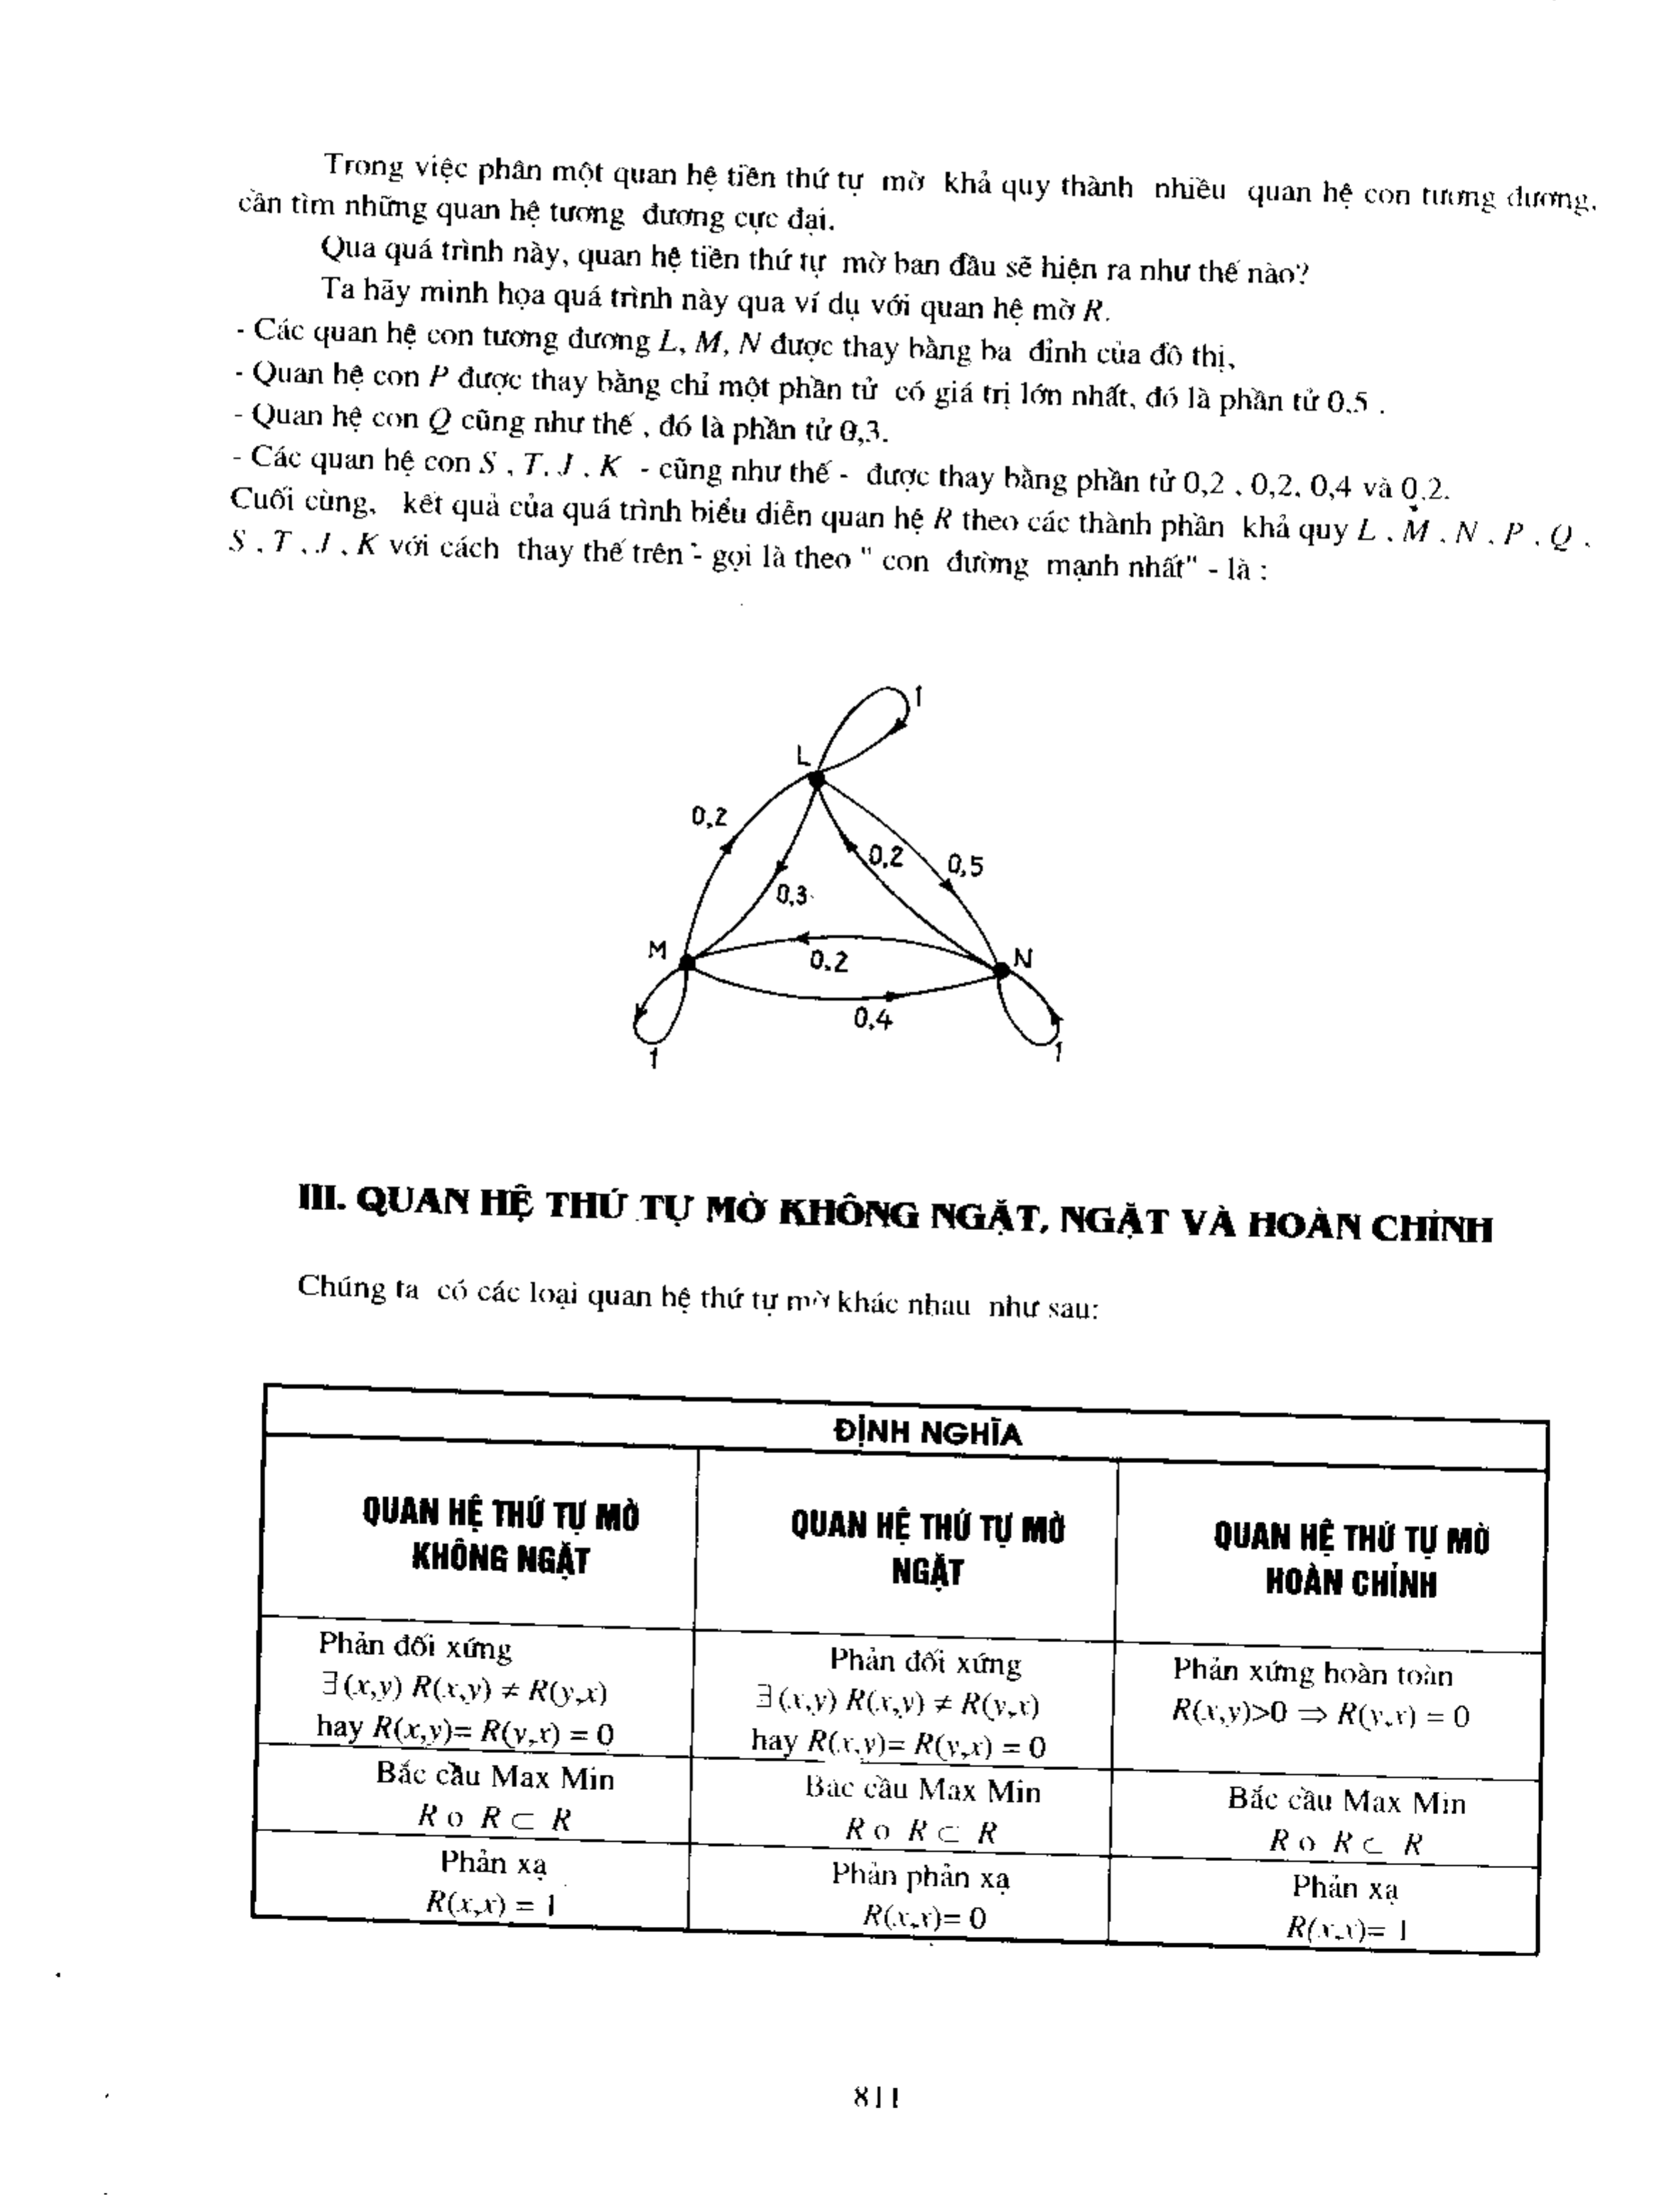 Trong việc phân một quan hệ tiền thứ tự mờ khả quy thành nhiều quan hệ con tương đương,
cần tìm những quan hệ tương đương cực đại.
Qua quá trình này, quan hệ tiền thứ tự mờ ban đầu sẽ hiện ra như thế nào?
Ta hãy minh họa quá trình này qua ví dụ với quan hệ mờ R.
- Các quan hệ con tương đương L, M, N được thay bằng ba đỉnh của đồ thị,
- Quan hệ con P được thay bằng chỉ một phần tử có giá trị lớn nhất, đó là phần tử 0,5 .
- Quan hệ con Q cũng như thế , đó là phần tử 0,3.
- Các quan hệ con S , T, J , K - cũng như thế - được thay bằng phần tử 0,2 , 0,2, 0,4 và 0,2.
Cuối cùng, kết quả của quá trình biểu diễn quan hệ R theo các thành phần khả quy L , M , N , P , Q ,
S , T , J , K với cách thay thế trên - gọi là theo " con đường mạnh nhất" - là :
1
L
0,2
0,2
0,5
0,3
M
0,2
N
0,4
1
1
III. QUAN HỆ THỨ TỰ MỜ KHÔNG NGẶT, NGẶT VÀ HOÀN CHỈNH
Chúng ta có các loại quan hệ thứ tự mờ khác nhau như sau:
ĐỊNH NGHĨA
QUAN HỆ THỨ TỰ MỜ
KHÔNG NGẶT
QUAN HỆ THỨ TỰ MỜ
NGẶT
QUAN HỆ THỨ TỰ MỜ
HOÀN CHỈNH
Phản đối xứng
∃ (x,y) R(x,y) ≠ R(y,x)
hay R(x,y)= R(y,x) = 0
Phản đối xứng
∃ (x,y) R(x,y) ≠ R(y,x)
hay R(x,y)= R(y,x) = 0
Phản xứng hoàn toàn
R(x,y)>0 ⇒ R(y,x) = 0
Bắc cầu Max Min
R o R ⊂ R
Bắc cầu Max Min
R o R ⊂ R
Bắc cầu Max Min
R o R ⊂ R
Phản xạ
R(x,x) = 1
Phản phản xạ
R(x,x)= 0
Phản xạ
R(x,x)= 1
811